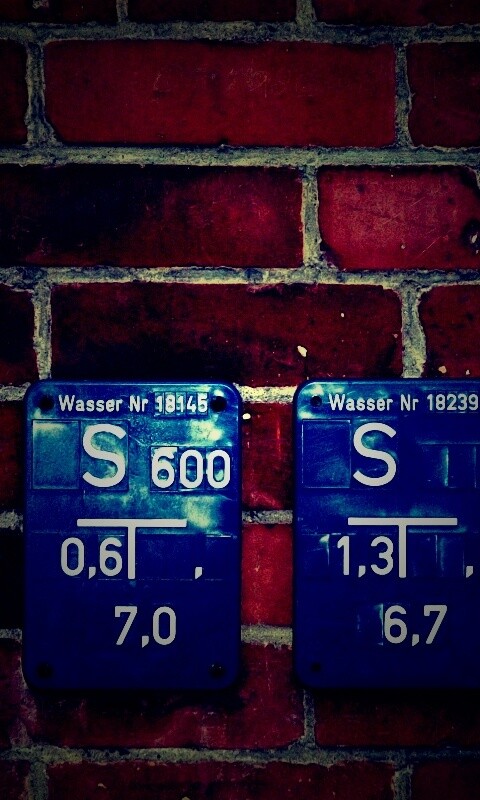 Wasser Nr 18145
S 600
0,6 ,
7,0
Wasser Nr 18239
S
1,3 ,
6,7